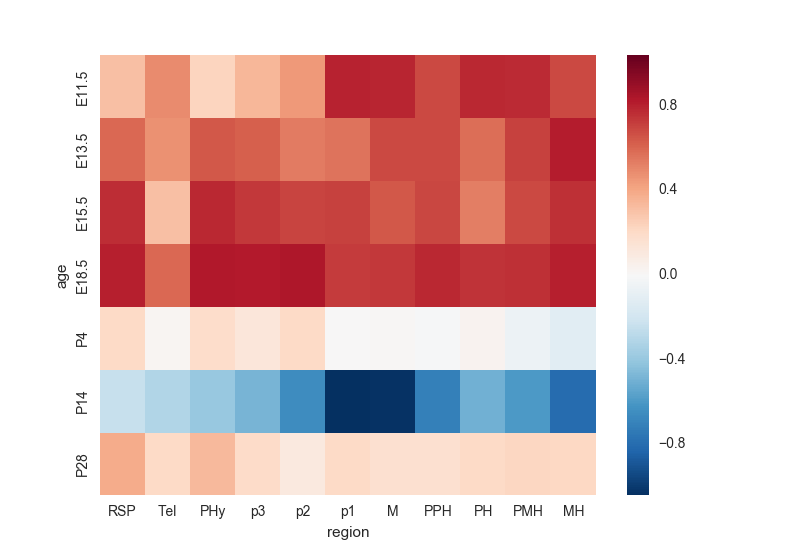 E11.5
E13.5
E15.5
E18.5
P4
P14
P28
age
RSP Tel PHy p3 p2 p1 M PPH PH PMH MH
region
0.8
0.4
0.0
−0.4
−0.8